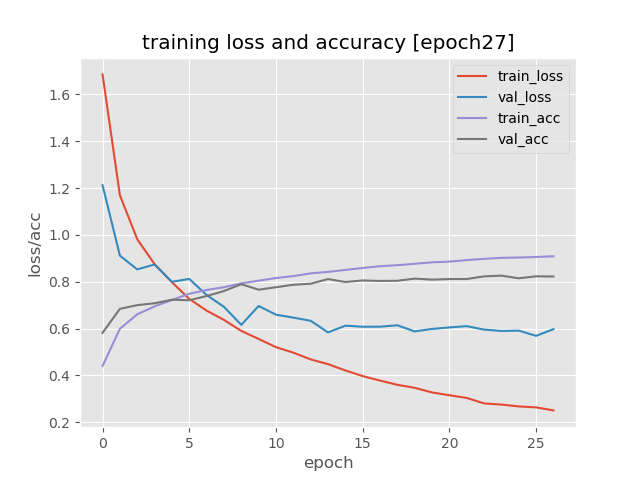 training loss and accuracy [epoch27]
train_loss
val_loss
train_acc
val_acc
1.6
1.4
1.2
1.0
0.8
0.6
0.4
0.2
loss/acc
0 5 10 15 20 25
epoch